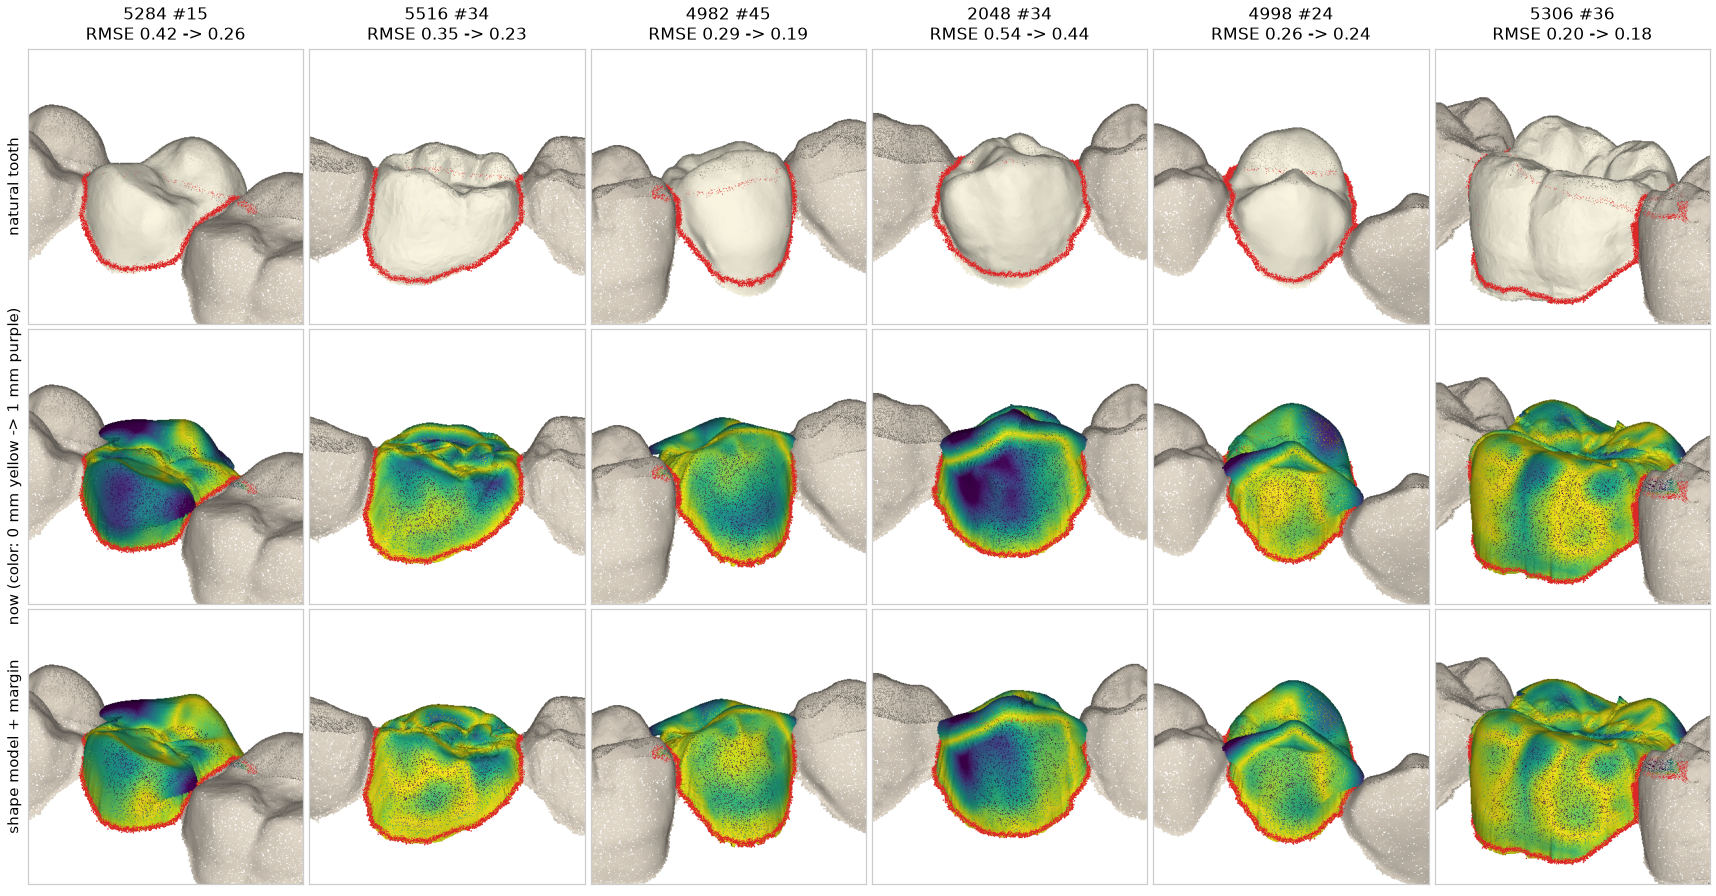 5284 #15
RMSE 0.42 -> 0.26
5516 #34
RMSE 0.35 -> 0.23
4982 #45
RMSE 0.29 -> 0.19
2048 #34
RMSE 0.54 -> 0.44
4998 #24
RMSE 0.26 -> 0.24
5306 #36
RMSE 0.20 -> 0.18
natural tooth
now (color: 0 mm yellow -> 1 mm purple)
shape model + margin